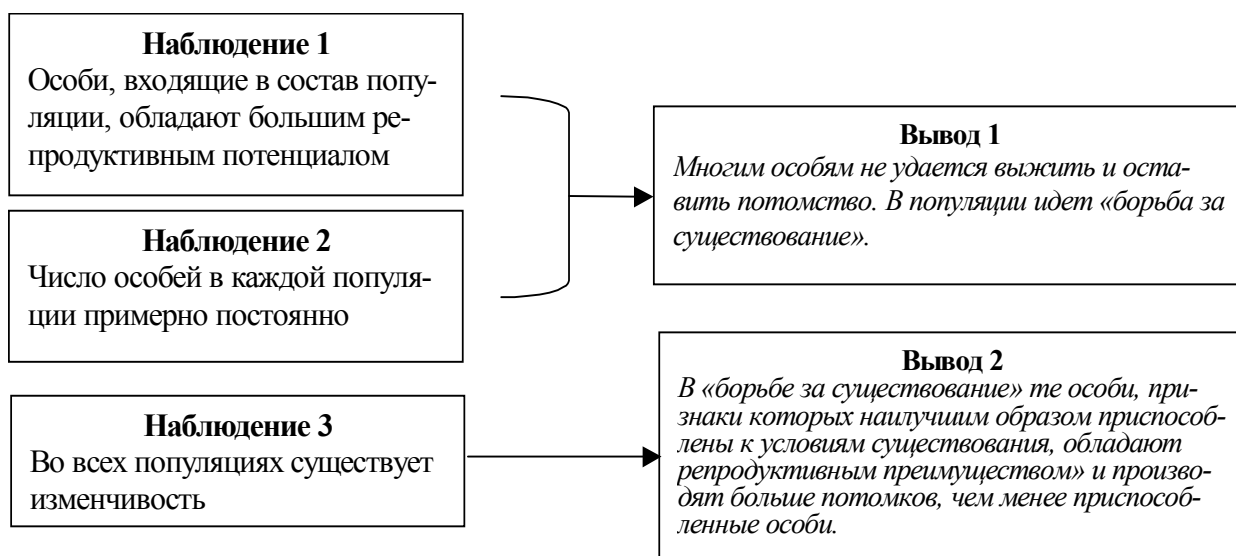 Наблюдение 1
Особи, входящие в состав попу-
ляции, обладают большим ре-
продуктивным потенциалом
Наблюдение 2
Число особей в каждой популя-
ции примерно постоянно
Вывод 1
Многим особям не удается выжить и оста-
вить потомство. В популяции идет «борьба за
существование».
Наблюдение 3
Во всех популяциях существует
изменчивость
Вывод 2
В «борьбе за существование» те особи, при-
знаки которых наилучшим образом приспособ-
лены к условиям существования, обладают
репродуктивным преимуществом» и произво-
дят больше потомков, чем менее приспособ-
ленные особи.